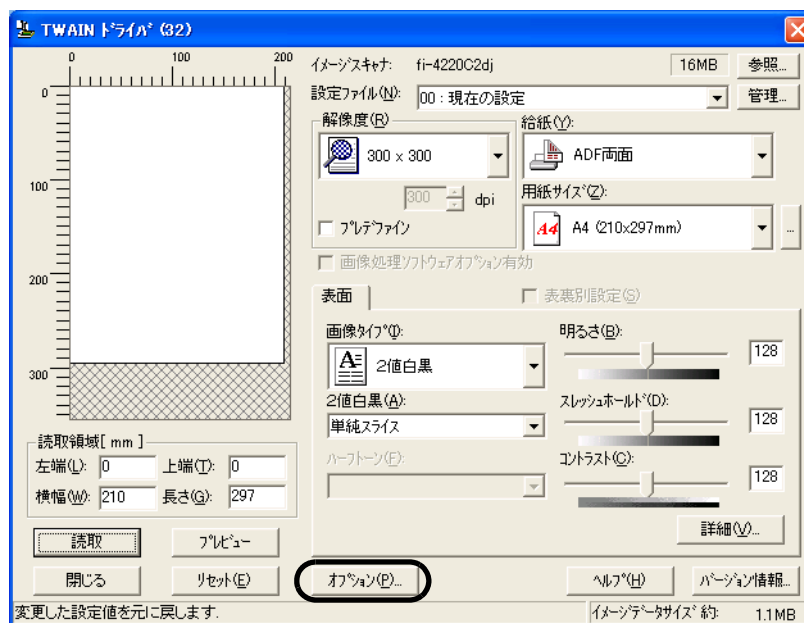 TWAIN ドライバ (32)
0 100 200
0
100
200
300
イメージスキャナ: fi-4220C2dj 16MB 参照...
設定ファイル(N): 00 : 現在の設定 管理...
解像度(R)
300 × 300
300 dpi
プレデファイン
給紙(Y):
ADF両面
用紙サイズ(Z):
A4 A4 (210x297mm) ...
画像処理ソフトウェアオプション有効
表面 表裏別設定(S)
画像タイプ(I):
A 2値白黒
2値白黒(A):
単純スライス
ハーフトーン(F):
明るさ(B):
128
スレッシュホールド(D):
128
コントラスト(C):
128
詳細(V)...
読取領域[ mm ]
左端(L): 0 上端(T): 0
横幅(W): 210 長さ(G): 297
読取 プレビュー
閉じる リセット(E) オプション(P)... ヘルプ(H) バージョン情報...
変更した設定値を元に戻します. イメージデータサイズ 約: 1.1MB